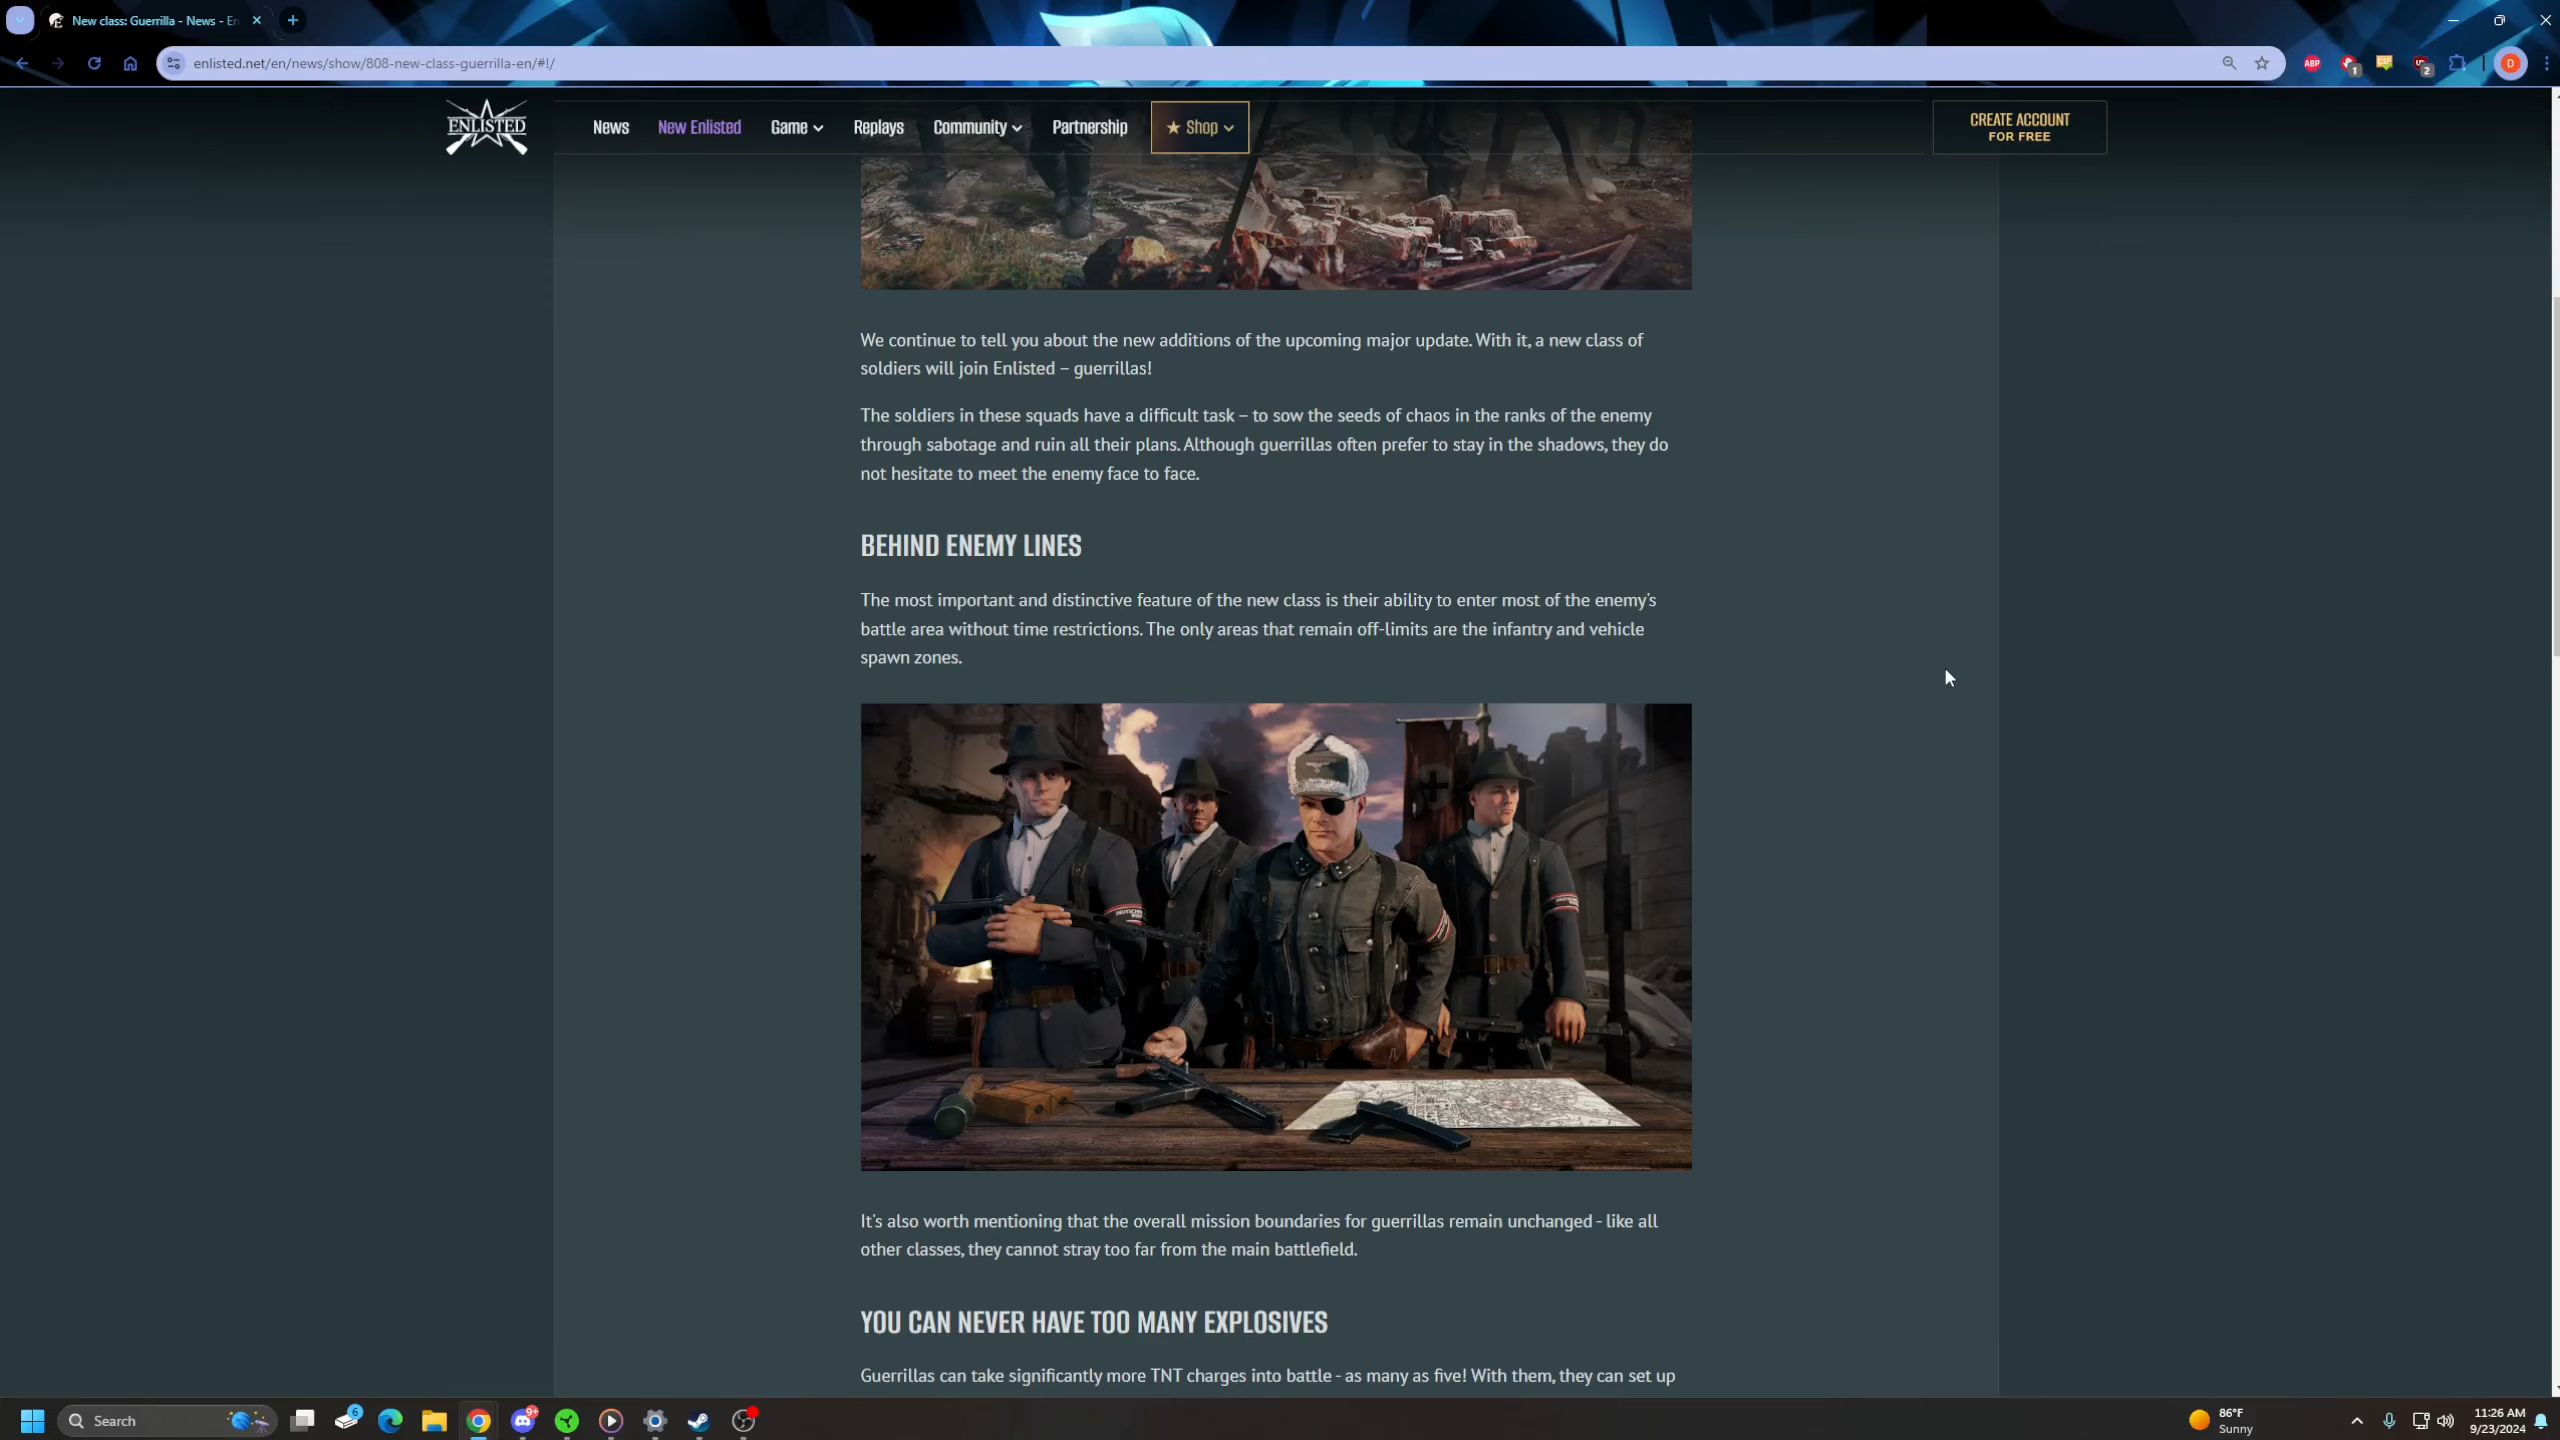 New class: Guerrilla - News - En
enlisted.net/en/news/show/808-new-class-guerrilla-en/#!/
ABP
1
2
D
ENLISTED
News
New Enlisted
Game
Replays
Community
Partnership
★ Shop
CREATE ACCOUNT
FOR FREE
We continue to tell you about the new additions of the upcoming major update. With it, a new class of
soldiers will join Enlisted – guerrillas!
The soldiers in these squads have a difficult task – to sow the seeds of chaos in the ranks of the enemy
through sabotage and ruin all their plans. Although guerrillas often prefer to stay in the shadows, they do
not hesitate to meet the enemy face to face.
BEHIND ENEMY LINES
The most important and distinctive feature of the new class is their ability to enter most of the enemy's
battle area without time restrictions. The only areas that remain off-limits are the infantry and vehicle
spawn zones.
It's also worth mentioning that the overall mission boundaries for guerrillas remain unchanged - like all
other classes, they cannot stray too far from the main battlefield.
YOU CAN NEVER HAVE TOO MANY EXPLOSIVES
Guerrillas can take significantly more TNT charges into battle - as many as five! With them, they can set up
Search
6
9+
86°F
Sunny
11:26 AM
9/23/2024